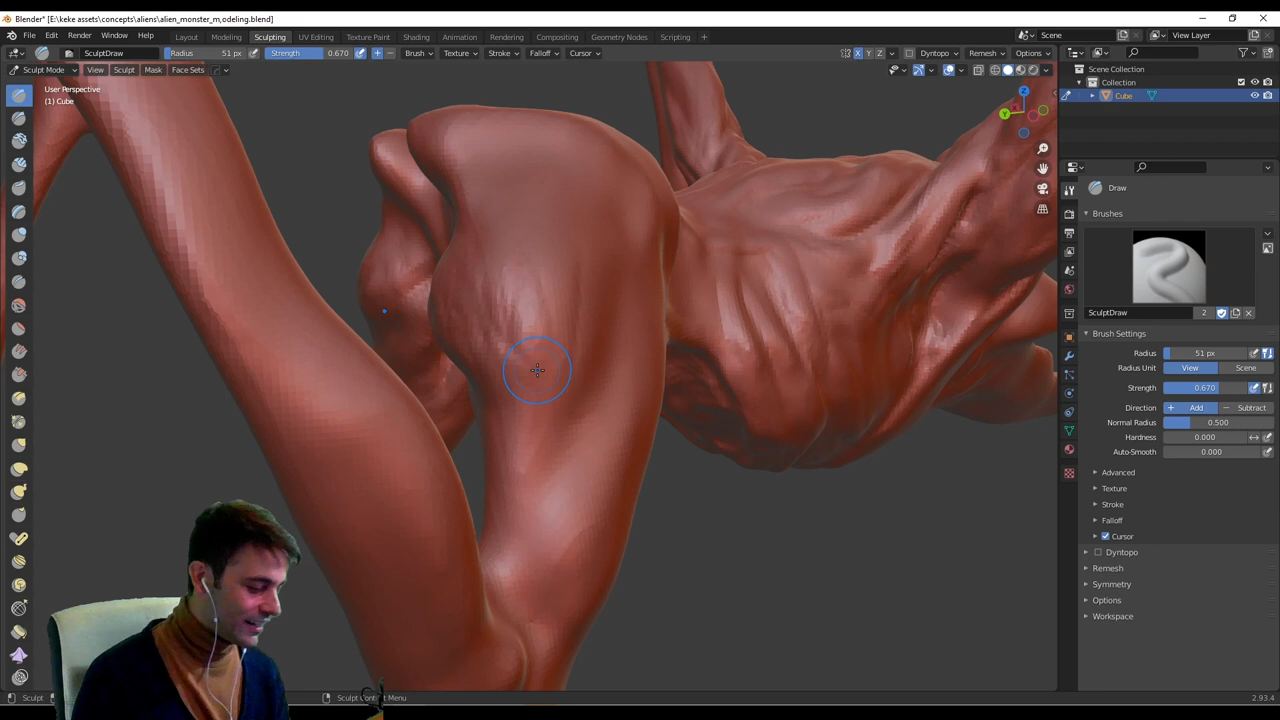 Blender* [E:\keke assets\concepts\aliens\alien_monster_m,odeling.blend]
File Edit Render Window Help Layout Modeling Sculpting UV Editing Texture Paint Shading Animation Rendering Compositing Geometry Nodes Scripting + Scene View Layer
SculptDraw Radius 51 px Strength 0.670 Brush Texture Stroke Falloff Cursor X Y Z Dyntopo Remesh Options
Sculpt Mode View Sculpt Mask Face Sets
User Perspective
(1) Cube
Z
X
Y
Scene Collection
Collection
Cube
Draw
Brushes
SculptDraw 2
Brush Settings
Radius 51 px
Radius Unit View Scene
Strength 0.670
Direction + Add − Subtract
Normal Radius 0.500
Hardness 0.000
Auto-Smooth 0.000
Advanced
Texture
Stroke
Falloff
Cursor
Dyntopo
Remesh
Symmetry
Options
Workspace
Sculpt
2.93.4